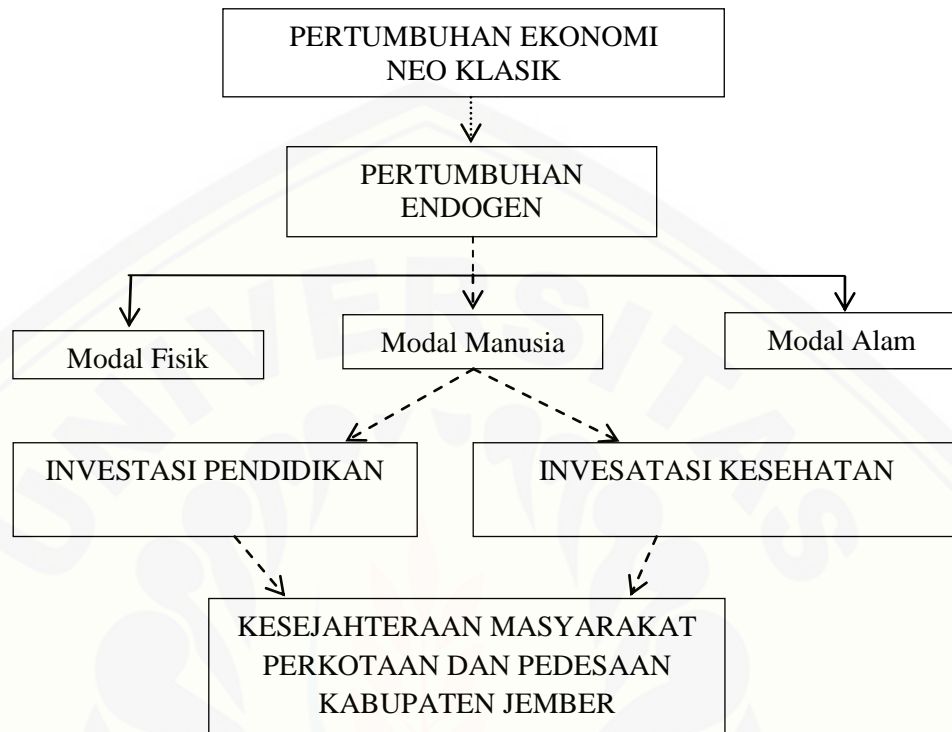 PERTUMBUHAN EKONOMI
NEO KLASIK
PERTUMBUHAN
ENDOGEN
Modal Fisik
Modal Manusia
Modal Alam
INVESTASI PENDIDIKAN
INVESATASI KESEHATAN
KESEJAHTERAAN MASYARAKAT
PERKOTAAN DAN PEDESAAN
KABUPATEN JEMBER
UNIVERSITAS